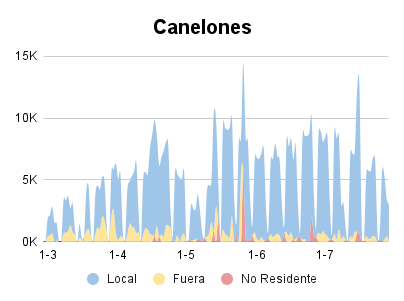 Canelones
15K
10K
5K
0K
1-3 1-4 1-5 1-6 1-7
Local Fuera No Residente